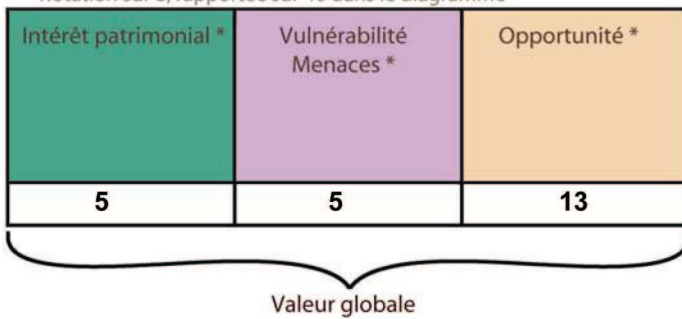 Intérêt patrimonial *
Vulnérabilité
Menaces *
Opportunité *
5
5
13
Valeur globale